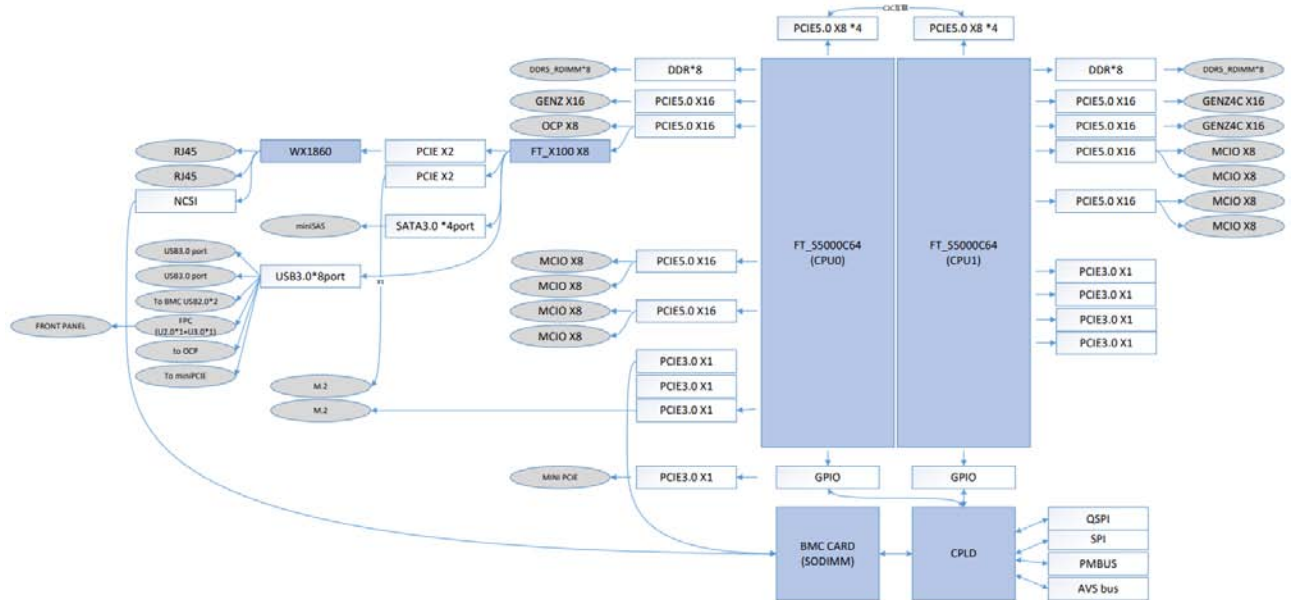 PCIE5.0 X8 *4
PCIE5.0 X8 *4
DDR5_RDIMM*8
DDR*8
GENZ X16
PCIE5.0 X16
OCP X8
PCIE5.0 X16
RJ45
WX1860
PCIE X2
FT_X100 X8
RJ45
PCIE X2
NCSI
miniSAS
SATA3.0 *4port
USB3.0 port
USB3.0 port
To BMC USB2.0*2
FPC
(U2.0*1+U3.0*1)
to OCP
To miniPCIE
FRONT PANEL
USB3.0*8port
X1
MCIO X8
PCIE5.0 X16
MCIO X8
MCIO X8
PCIE5.0 X16
MCIO X8
PCIE3.0 X1
M.2
PCIE3.0 X1
M.2
PCIE3.0 X1
MINI PCIE
PCIE3.0 X1
FT_S5000C64
(CPU0)
FT_S5000C64
(CPU1)
DDR*8
DDR5_RDIMM*8
PCIE5.0 X16
GENZ4C X16
PCIE5.0 X16
GENZ4C X16
PCIE5.0 X16
MCIO X8
MCIO X8
PCIE5.0 X16
MCIO X8
MCIO X8
PCIE3.0 X1
PCIE3.0 X1
PCIE3.0 X1
PCIE3.0 X1
GPIO
GPIO
BMC CARD
(SODIMM)
CPLD
QSPI
SPI
PMBUS
AVS bus